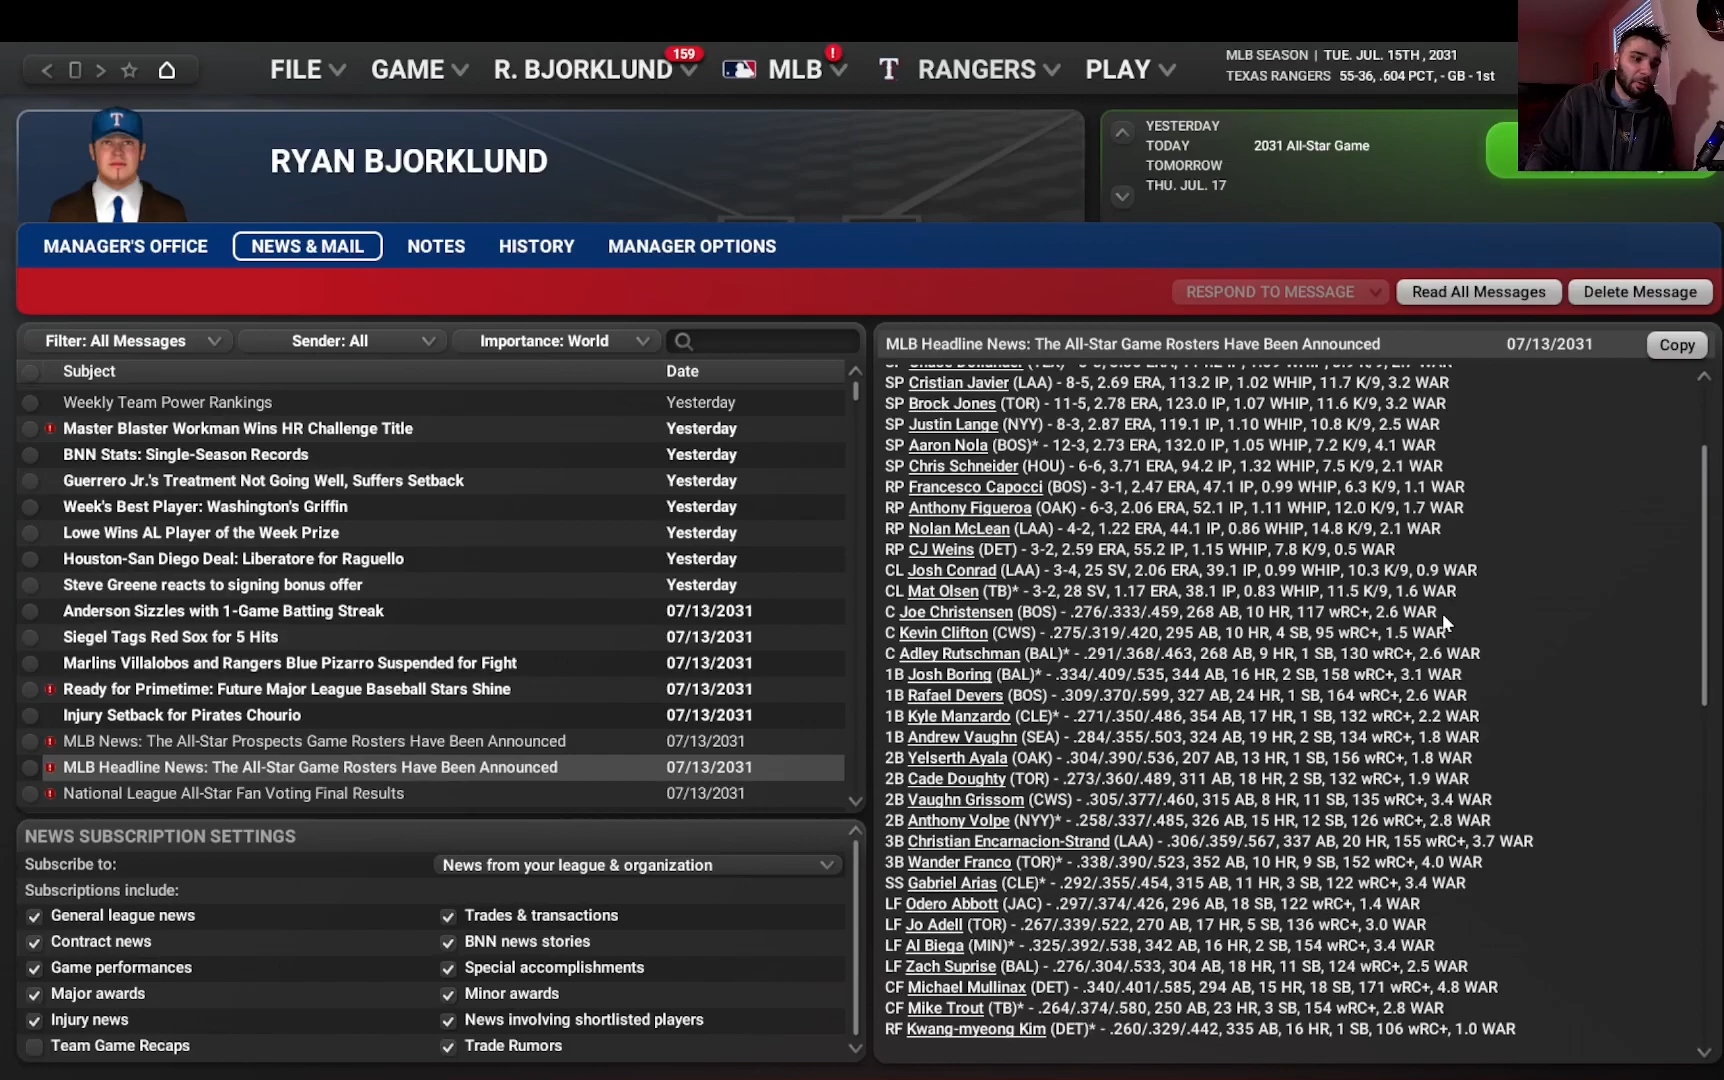 FILE
GAME
R. BJORKLUND
159
MLB
!
RANGERS
PLAY
MLB SEASON | TUE. JUL. 15TH, 2031
TEXAS RANGERS 55-36, .604 PCT, - GB - 1st
RYAN BJORKLUND
YESTERDAY
TODAY 2031 All-Star Game
TOMORROW
THU. JUL. 17
MANAGER'S OFFICE
NEWS & MAIL
NOTES
HISTORY
MANAGER OPTIONS
RESPOND TO MESSAGE
Read All Messages
Delete Message
Filter: All Messages
Sender: All
Importance: World
Subject Date
Weekly Team Power Rankings Yesterday
Master Blaster Workman Wins HR Challenge Title Yesterday
BNN Stats: Single-Season Records Yesterday
Guerrero Jr.'s Treatment Not Going Well, Suffers Setback Yesterday
Week's Best Player: Washington's Griffin Yesterday
Lowe Wins AL Player of the Week Prize Yesterday
Houston-San Diego Deal: Liberatore for Raguello Yesterday
Steve Greene reacts to signing bonus offer Yesterday
Anderson Sizzles with 1-Game Batting Streak 07/13/2031
Siegel Tags Red Sox for 5 Hits 07/13/2031
Marlins Villalobos and Rangers Blue Pizarro Suspended for Fight 07/13/2031
Ready for Primetime: Future Major League Baseball Stars Shine 07/13/2031
Injury Setback for Pirates Chourio 07/13/2031
MLB News: The All-Star Prospects Game Rosters Have Been Announced 07/13/2031
MLB Headline News: The All-Star Game Rosters Have Been Announced 07/13/2031
National League All-Star Fan Voting Final Results 07/13/2031
NEWS SUBSCRIPTION SETTINGS
Subscribe to: News from your league & organization
Subscriptions include:
General league news Trades & transactions
Contract news BNN news stories
Game performances Special accomplishments
Major awards Minor awards
Injury news News involving shortlisted players
Team Game Recaps Trade Rumors
MLB Headline News: The All-Star Game Rosters Have Been Announced 07/13/2031 Copy
SP Cristian Javier (LAA) - 8-5, 2.69 ERA, 113.2 IP, 1.02 WHIP, 11.7 K/9, 3.2 WAR
SP Brock Jones (TOR) - 11-5, 2.78 ERA, 123.0 IP, 1.07 WHIP, 11.6 K/9, 3.2 WAR
SP Justin Lange (NYY) - 8-3, 2.87 ERA, 119.1 IP, 1.10 WHIP, 10.8 K/9, 2.5 WAR
SP Aaron Nola (BOS)* - 12-3, 2.73 ERA, 132.0 IP, 1.05 WHIP, 7.2 K/9, 4.1 WAR
SP Chris Schneider (HOU) - 6-6, 3.71 ERA, 94.2 IP, 1.32 WHIP, 7.5 K/9, 2.1 WAR
RP Francesco Capocci (BOS) - 3-1, 2.47 ERA, 47.1 IP, 0.99 WHIP, 6.3 K/9, 1.1 WAR
RP Anthony Figueroa (OAK) - 6-3, 2.06 ERA, 52.1 IP, 1.11 WHIP, 12.0 K/9, 1.7 WAR
RP Nolan McLean (LAA) - 4-2, 1.22 ERA, 44.1 IP, 0.86 WHIP, 14.8 K/9, 2.1 WAR
RP CJ Weins (DET) - 3-2, 2.59 ERA, 55.2 IP, 1.15 WHIP, 7.8 K/9, 0.5 WAR
CL Josh Conrad (LAA) - 3-4, 25 SV, 2.06 ERA, 39.1 IP, 0.99 WHIP, 10.3 K/9, 0.9 WAR
CL Mat Olsen (TB)* - 3-2, 28 SV, 1.17 ERA, 38.1 IP, 0.83 WHIP, 11.5 K/9, 1.6 WAR
C Joe Christensen (BOS) - .276/.333/.459, 268 AB, 10 HR, 117 wRC+, 2.6 WAR
C Kevin Clifton (CWS) - .275/.319/.420, 295 AB, 10 HR, 4 SB, 95 wRC+, 1.5 WAR
C Adley Rutschman (BAL)* - .291/.368/.463, 268 AB, 9 HR, 1 SB, 130 wRC+, 2.6 WAR
1B Josh Boring (BAL)* - .334/.409/.535, 344 AB, 16 HR, 2 SB, 158 wRC+, 3.1 WAR
1B Rafael Devers (BOS) - .309/.370/.599, 327 AB, 24 HR, 1 SB, 164 wRC+, 2.6 WAR
1B Kyle Manzardo (CLE)* - .271/.350/.486, 354 AB, 17 HR, 1 SB, 132 wRC+, 2.2 WAR
1B Andrew Vaughn (SEA) - .284/.355/.503, 324 AB, 19 HR, 2 SB, 134 wRC+, 1.8 WAR
2B Yelserth Ayala (OAK) - .304/.390/.536, 207 AB, 13 HR, 1 SB, 156 wRC+, 1.8 WAR
2B Cade Doughty (TOR) - .273/.360/.489, 311 AB, 18 HR, 2 SB, 132 wRC+, 1.9 WAR
2B Vaughn Grissom (CWS) - .305/.377/.460, 315 AB, 8 HR, 11 SB, 135 wRC+, 3.4 WAR
2B Anthony Volpe (NYY)* - .258/.337/.485, 326 AB, 15 HR, 12 SB, 126 wRC+, 2.8 WAR
3B Christian Encarnacion-Strand (LAA) - .306/.359/.567, 337 AB, 20 HR, 155 wRC+, 3.7 WAR
3B Wander Franco (TOR)* - .338/.390/.523, 352 AB, 10 HR, 9 SB, 152 wRC+, 4.0 WAR
SS Gabriel Arias (CLE)* - .292/.355/.454, 315 AB, 11 HR, 3 SB, 122 wRC+, 3.4 WAR
LF Odero Abbott (JAC) - .297/.374/.426, 296 AB, 18 SB, 122 wRC+, 1.4 WAR
LF Jo Adell (TOR) - .267/.339/.522, 270 AB, 17 HR, 5 SB, 136 wRC+, 3.0 WAR
LF Al Biega (MIN)* - .325/.392/.538, 342 AB, 16 HR, 2 SB, 154 wRC+, 3.4 WAR
LF Zach Suprise (BAL) - .276/.304/.533, 304 AB, 18 HR, 11 SB, 124 wRC+, 2.5 WAR
CF Michael Mullinax (DET) - .340/.401/.585, 294 AB, 15 HR, 18 SB, 171 wRC+, 4.8 WAR
CF Mike Trout (TB)* - .264/.374/.580, 250 AB, 23 HR, 3 SB, 154 wRC+, 2.8 WAR
RF Kwang-myeong Kim (DET)* - .260/.329/.442, 335 AB, 16 HR, 1 SB, 106 wRC+, 1.0 WAR